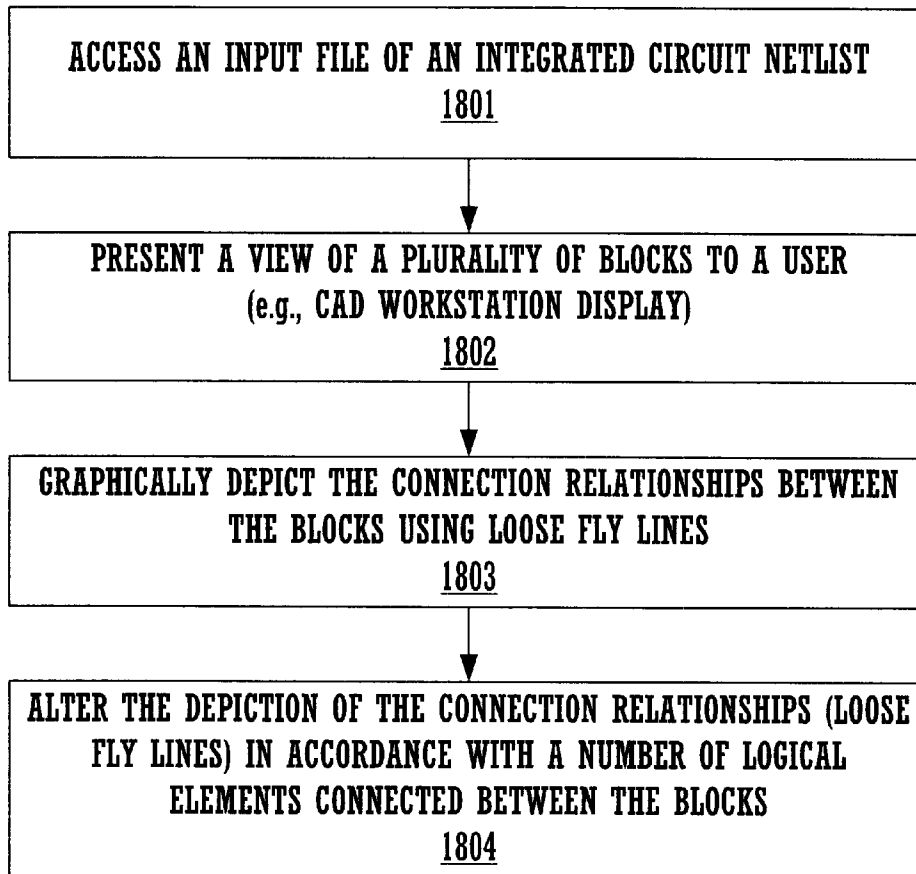 ACCESS AN INPUT FILE OF AN INTEGRATED CIRCUIT NETLIST
1801
PRESENT A VIEW OF A PLURALITY OF BLOCKS TO A USER
(e.g., CAD WORKSTATION DISPLAY)
1802
GRAPHICALLY DEPICT THE CONNECTION RELATIONSHIPS BETWEEN
THE BLOCKS USING LOOSE FLY LINES
1803
ALTER THE DEPICTION OF THE CONNECTION RELATIONSHIPS (LOOSE
FLY LINES) IN ACCORDANCE WITH A NUMBER OF LOGICAL
ELEMENTS CONNECTED BETWEEN THE BLOCKS
1804